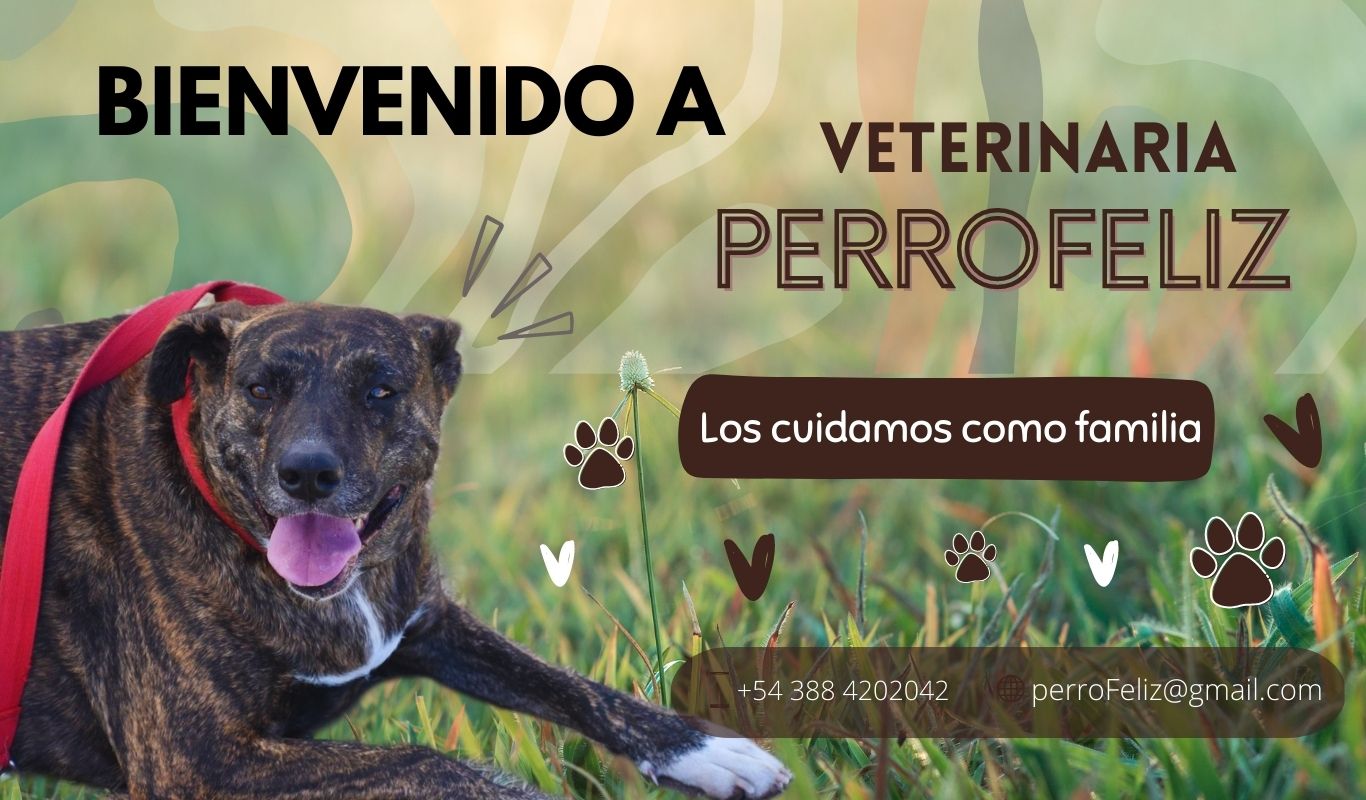 BIENVENIDO A
VETERINARIA
PERROFELIZ
Los cuidamos como familia
+54 388 4202042
perroFeliz@gmail.com